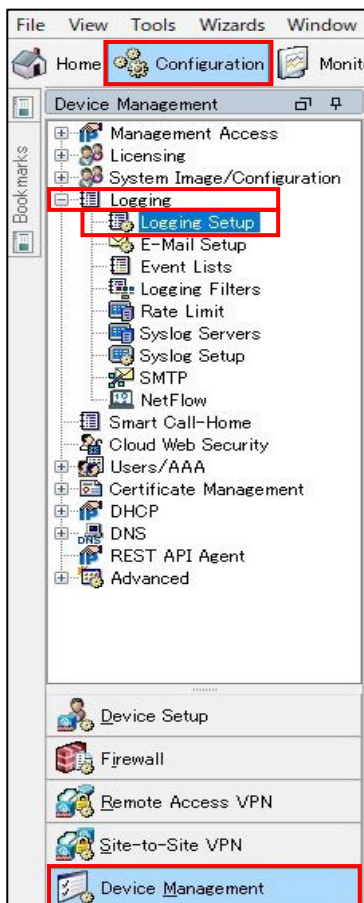 File View Tools Wizards Window
Home Configuration Monit
Device Management
Bookmarks
Management Access
Licensing
System Image/Configuration
Logging
Logging Setup
E-Mail Setup
Event Lists
Logging Filters
Rate Limit
Syslog Servers
Syslog Setup
SMTP
NetFlow
Smart Call-Home
Cloud Web Security
Users/AAA
Certificate Management
DHCP
DNS
REST API Agent
Advanced
Device Setup
Firewall
Remote Access VPN
Site-to-Site VPN
Device Management